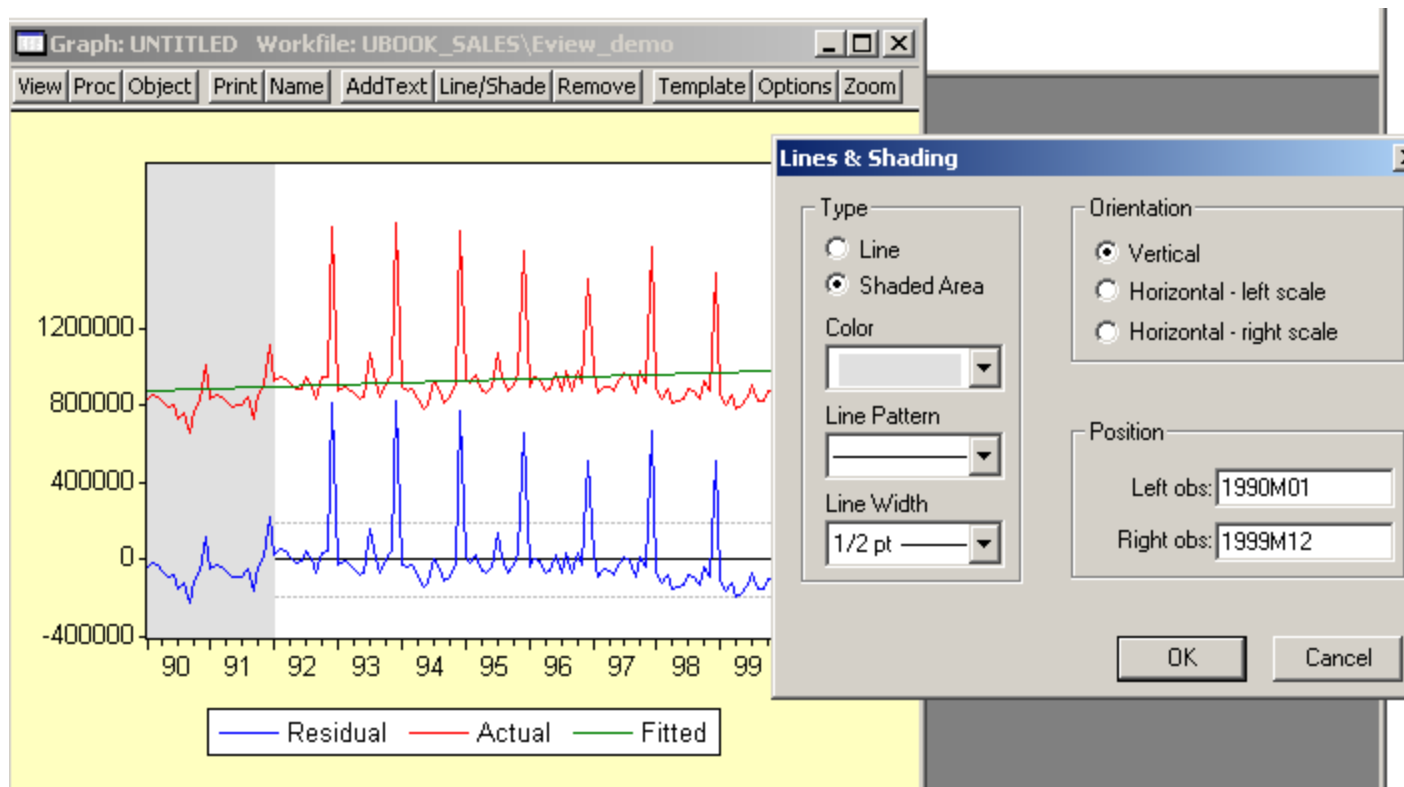 Graph: UNTITLED Workfile: UBOOK_SALES\Eview_demo
View Proc Object Print Name AddText Line/Shade Remove Template Options Zoom
1200000
800000
400000
0
-400000
90 91 92 93 94 95 96 97 98 99
Residual Actual Fitted
Lines & Shading
Type
Line
Shaded Area
Color
Line Pattern
Line Width
1/2 pt
Orientation
Vertical
Horizontal - left scale
Horizontal - right scale
Position
Left obs: 1990M01
Right obs: 1999M12
OK Cancel